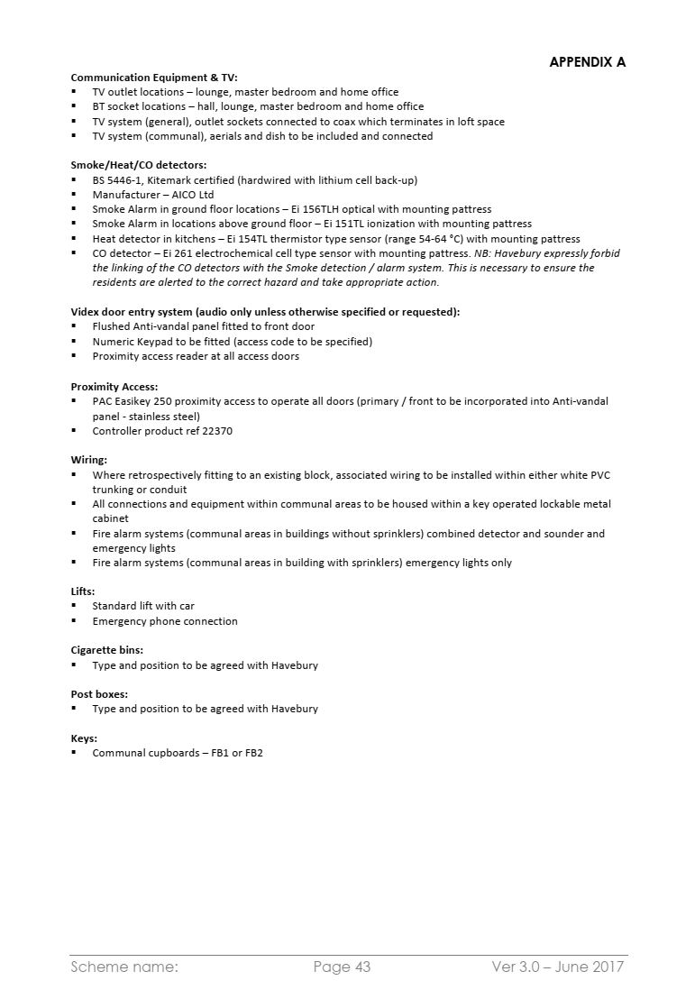 APPENDIX A
Communication Equipment & TV:
▪ TV outlet locations – lounge, master bedroom and home office
▪ BT socket locations – hall, lounge, master bedroom and home office
▪ TV system (general), outlet sockets connected to coax which terminates in loft space
▪ TV system (communal), aerials and dish to be included and connected
Smoke/Heat/CO detectors:
▪ BS 5446-1, Kitemark certified (hardwired with lithium cell back-up)
▪ Manufacturer – AICO Ltd
▪ Smoke Alarm in ground floor locations – Ei 156TLH optical with mounting pattress
▪ Smoke Alarm in locations above ground floor – Ei 151TL ionization with mounting pattress
▪ Heat detector in kitchens – Ei 154TL thermistor type sensor (range 54-64 °C) with mounting pattress
▪ CO detector – Ei 261 electrochemical cell type sensor with mounting pattress. NB: Havebury expressly forbid
the linking of the CO detectors with the Smoke detection / alarm system. This is necessary to ensure the
residents are alerted to the correct hazard and take appropriate action.
Videx door entry system (audio only unless otherwise specified or requested):
▪ Flushed Anti-vandal panel fitted to front door
▪ Numeric Keypad to be fitted (access code to be specified)
▪ Proximity access reader at all access doors
Proximity Access:
▪ PAC Easikey 250 proximity access to operate all doors (primary / front to be incorporated into Anti-vandal
panel - stainless steel)
▪ Controller product ref 22370
Wiring:
▪ Where retrospectively fitting to an existing block, associated wiring to be installed within either white PVC
trunking or conduit
▪ All connections and equipment within communal areas to be housed within a key operated lockable metal
cabinet
▪ Fire alarm systems (communal areas in buildings without sprinklers) combined detector and sounder and
emergency lights
▪ Fire alarm systems (communal areas in building with sprinklers) emergency lights only
Lifts:
▪ Standard lift with car
▪ Emergency phone connection
Cigarette bins:
▪ Type and position to be agreed with Havebury
Post boxes:
▪ Type and position to be agreed with Havebury
Keys:
▪ Communal cupboards – FB1 or FB2
Scheme name: Page 43 Ver 3.0 – June 2017